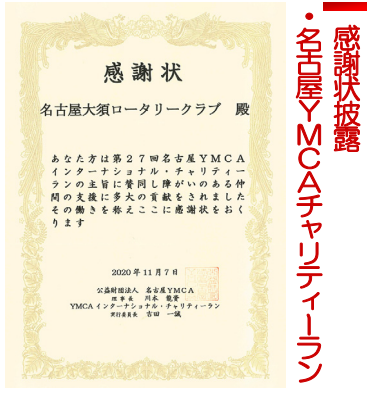 感謝状披露
・名古屋YMCAチャリティーラン
感謝状
名古屋大須ロータリークラブ　殿
あなた方は第27回名古屋YMCA
インターナショナル・チャリティー
ランの主旨に賛同し障がいのある仲
間の支援に多大の貢献をされました
その働きを称えここに感謝状をおく
ります
2020年11月7日
公益財団法人　名古屋YMCA
理事長　川本　龍資
YMCAインターナショナル・チャリティーラン
実行委員長　吉田　一誠